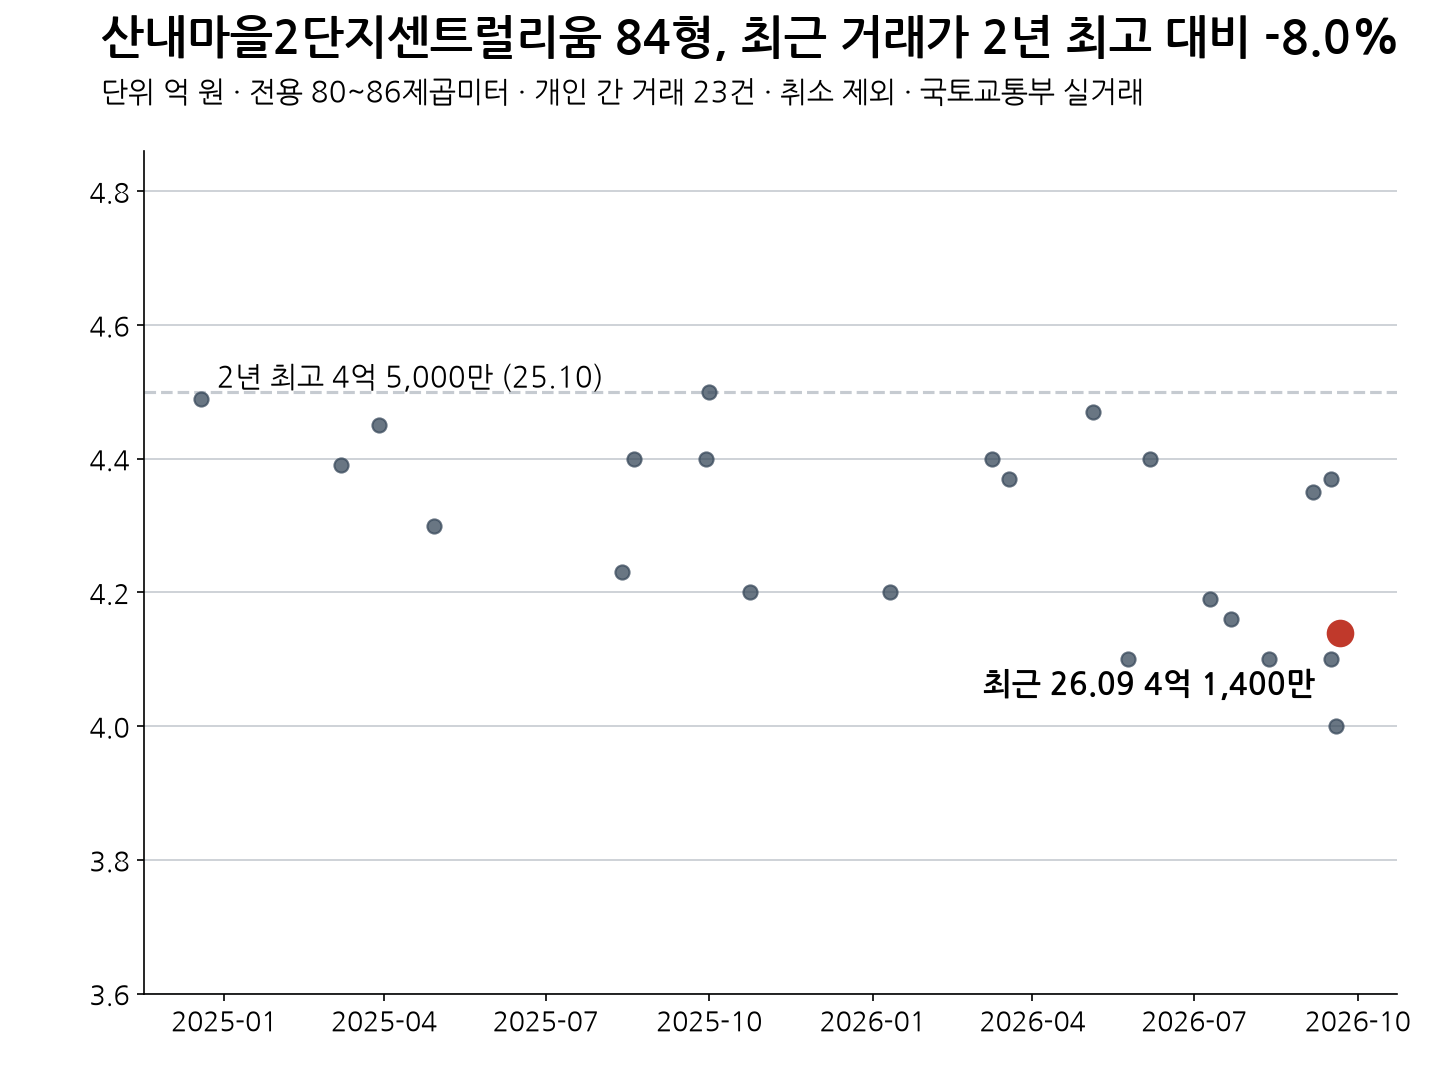 산내마을2단지센트럴리움 84형, 최근 거래가 2년 최고 대비 -8.0%
단위 억 원 · 전용 80~86제곱미터 · 개인 간 거래 23건 · 취소 제외 · 국토교통부 실거래
4.8
4.6
2년 최고 4억 5,000만 (25.10)
4.4
4.2
최근 26.09 4억 1,400만
4.0
3.8
3.6
2025-01 2025-04 2025-07 2025-10 2026-01 2026-04 2026-07 2026-10